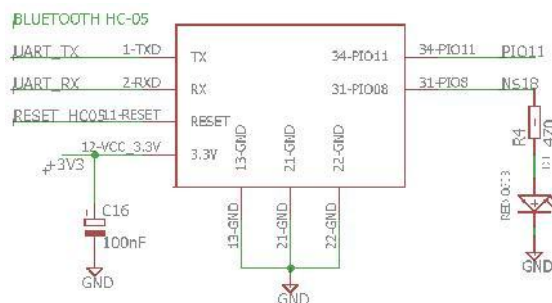 BLUETOOTH HC-05
UART_TX 1-TXD TX 34-PIO11 34-PIO11 PIO11
UART_RX 2-RXD RX 31-PIO08 31-PIO8 N$18
RESET_HC05 11-RESET RESET
12-VCC_3.3V 3.3V
+3V3
13-GND 21-GND 22-GND
R4
470
C16
100nF
GND
13-GND 21-GND 22-GND
GND
GND